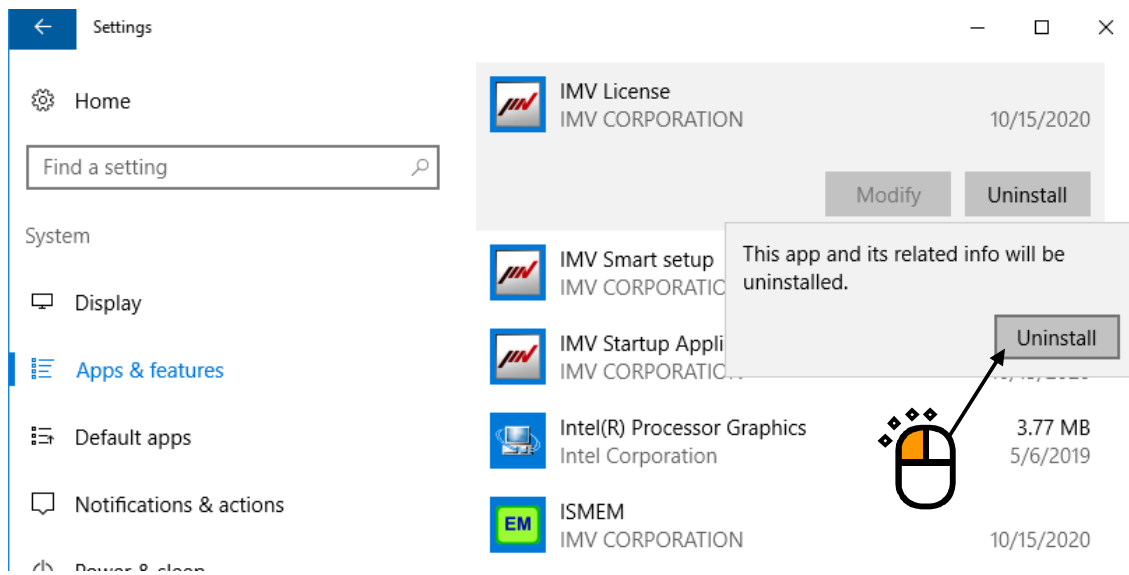 Settings
Home
Find a setting
System
Display
Apps & features
Default apps
Notifications & actions
Power & sleep
IMV License
IMV CORPORATION
10/15/2020
Modify
Uninstall
IMV Smart setup
IMV CORPORATIO
This app and its related info will be
uninstalled.
Uninstall
IMV Startup Appli
IMV CORPORATIO
Intel(R) Processor Graphics
3.77 MB
Intel Corporation
5/6/2019
EM
ISMEM
IMV CORPORATION
10/15/2020